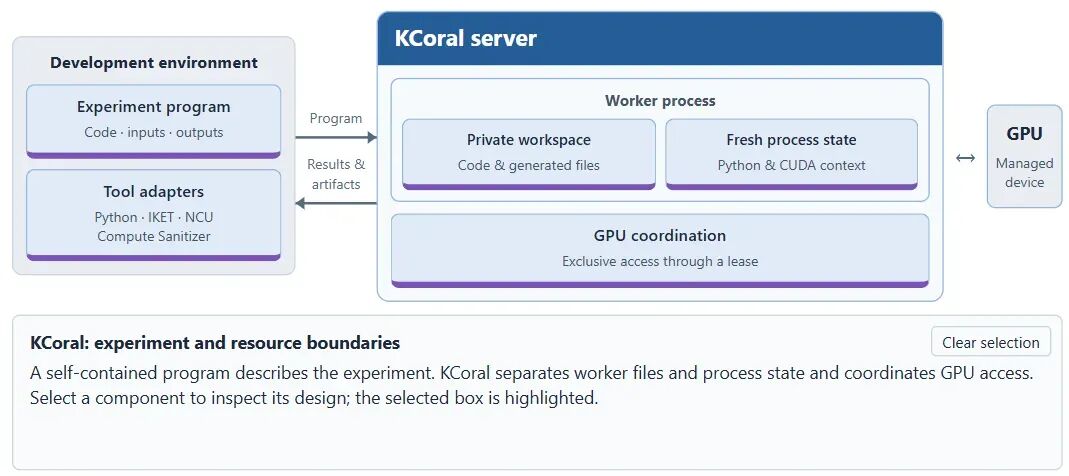 Development environment
Experiment program
Code · inputs · outputs
Tool adapters
Python · IKET · NCU
Compute Sanitizer
Program
Results &
artifacts
KCoral server
Worker process
Private workspace
Code & generated files
Fresh process state
Python & CUDA context
GPU coordination
Exclusive access through a lease
GPU
Managed
device
KCoral: experiment and resource boundaries
Clear selection
A self-contained program describes the experiment. KCoral separates worker files and process state and coordinates GPU access.
Select a component to inspect its design; the selected box is highlighted.